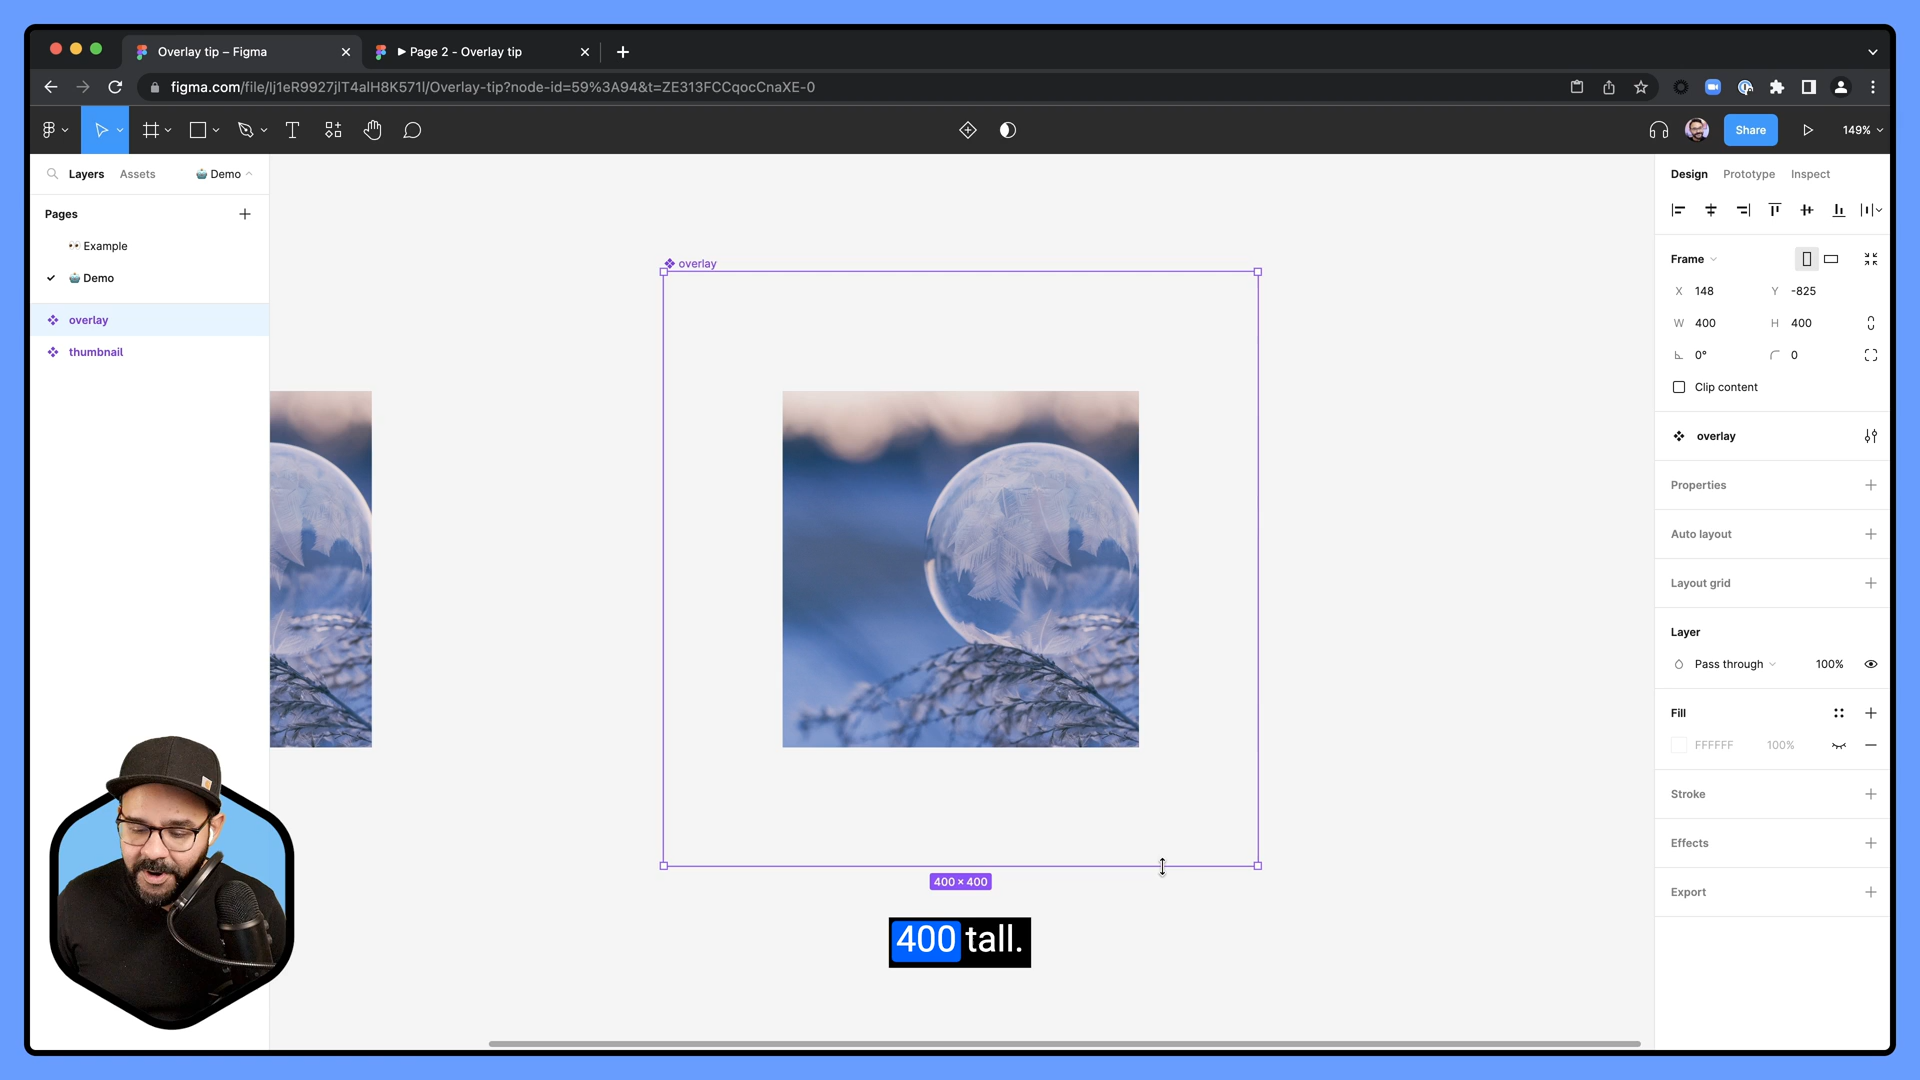 Overlay tip – Figma
Page 2 - Overlay tip
figma.com/file/lj1eR9927jlT4alH8K571l/Overlay-tip?node-id=59%3A94&t=ZE313FCCqocCnaXE-0
Share
149%
Layers
Assets
Demo
Pages
Example
Demo
overlay
thumbnail
overlay
400 × 400
400 tall.
Design
Prototype
Inspect
Frame
X 148
Y -825
W 400
H 400
0°
0
Clip content
overlay
Properties
Auto layout
Layout grid
Layer
Pass through
100%
Fill
FFFFFF
100%
Stroke
Effects
Export